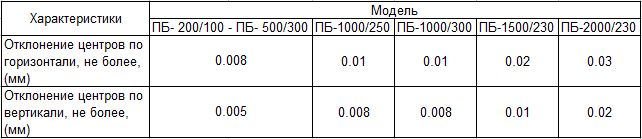 Характеристики
Модель
ПБ- 200/100 - ПБ- 500/300 ПБ-1000/250 ПБ-1000/300 ПБ-1500/230 ПБ-2000/230
Отклонение центров по
горизонтали, не более,
(мм)
0.008 0.01 0.01 0.02 0.03
Отклонение центров по
вертикали, не более,
(мм)
0.005 0.008 0.008 0.01 0.02